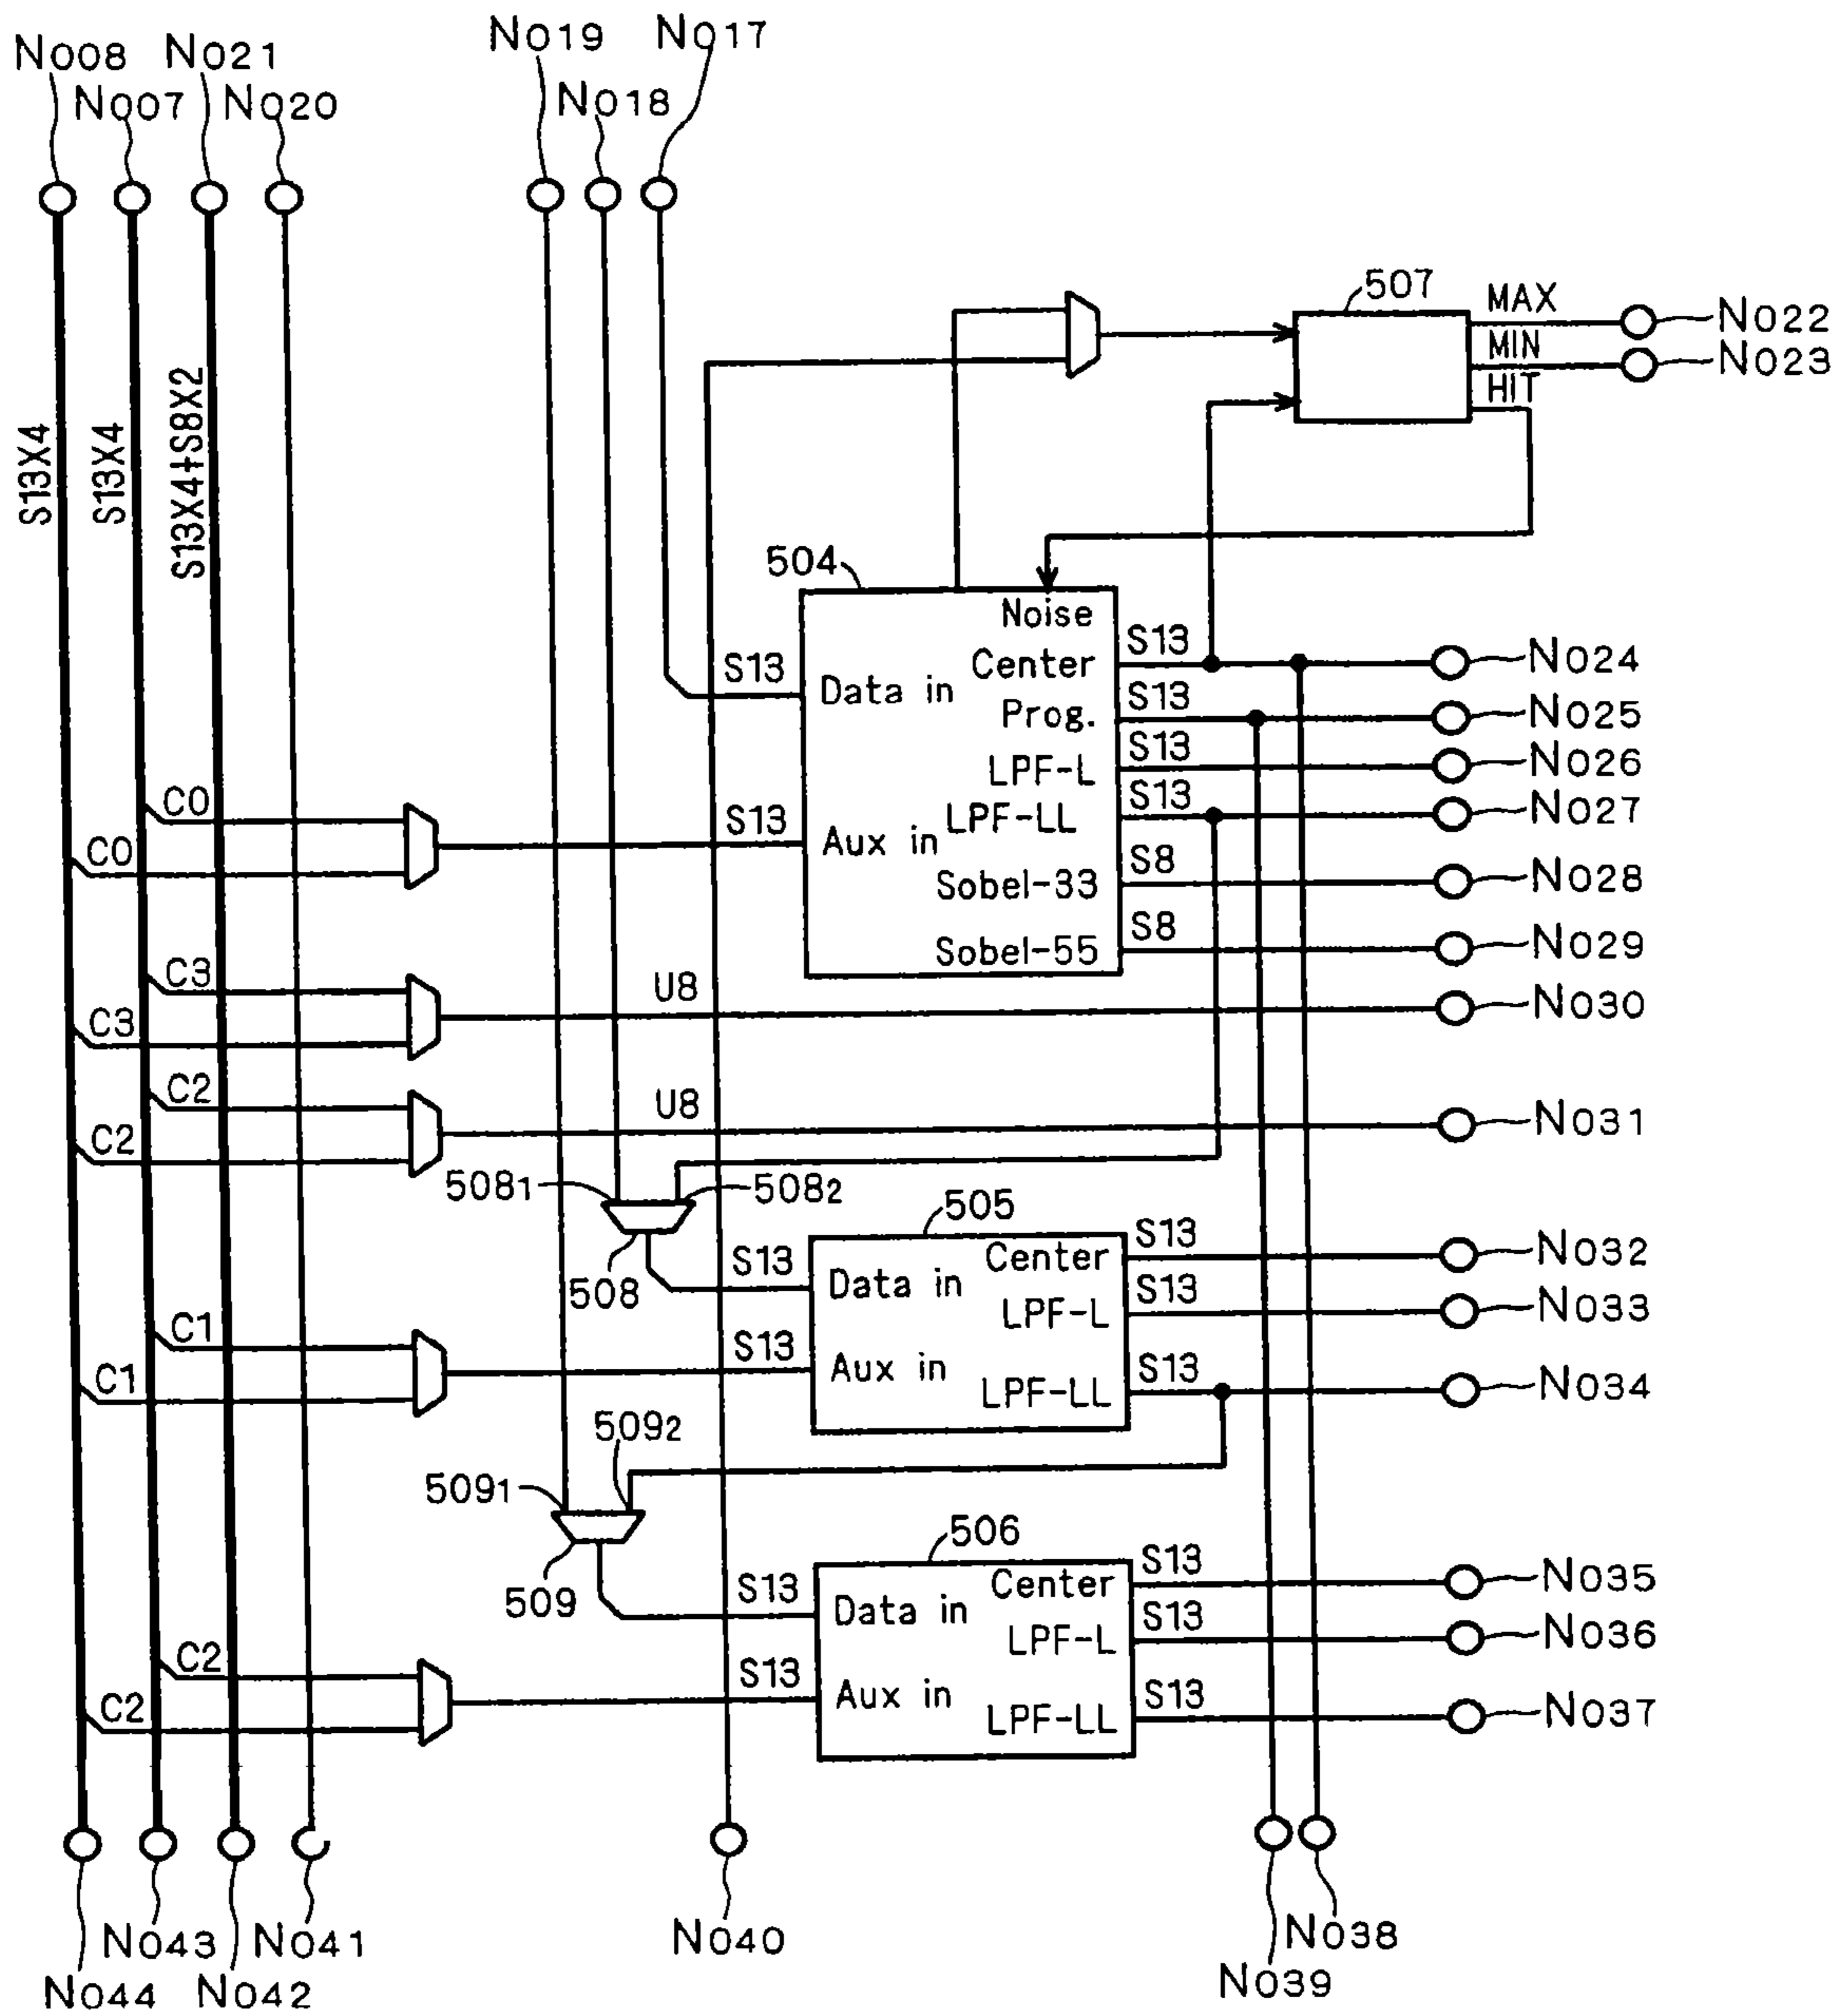 N008
N007
N021
N020
N019
N018
N017
507
MAX
N022
MIN
N023
HIT
S13X4
S13X4
S13X4+S8X2
504
Noise
S13
Center
N024
S13
Data in
S13
Prog.
N025
S13
LPF-L
N026
S13
LPF-LL
N027
C0
C0
S13
Aux in
S8
Sobel-33
N028
S8
Sobel-55
N029
C3
C3
U8
N030
C2
C2
U8
N031
5081
5082
508
505
S13
Center
N032
S13
Data in
S13
LPF-L
N033
C1
C1
S13
Aux in
S13
LPF-LL
N034
5092
5091
509
506
S13
Center
N035
S13
Data in
S13
LPF-L
N036
C2
C2
S13
Aux in
S13
LPF-LL
N037
N044
N043
N042
N041
N040
N039
N038